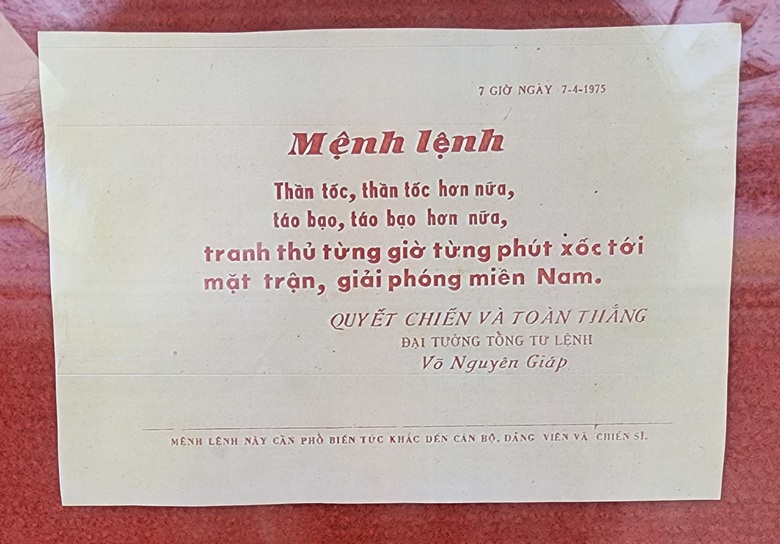 7 GIỜ NGÀY 7-4-1975
Mệnh lệnh
Thần tốc, thần tốc hơn nữa,
táo bạo, táo bạo hơn nữa,
tranh thủ từng giờ từng phút xốc tới
mặt trận, giải phóng miền Nam.
QUYẾT CHIẾN VÀ TOÀN THẮNG
ĐẠI TƯỚNG TỔNG TƯ LỆNH
Võ Nguyên Giáp
MỆNH LỆNH NÀY CẦN PHỔ BIẾN TỨC KHẮC ĐẾN CÁN BỘ, ĐẢNG VIÊN VÀ CHIẾN SĨ.